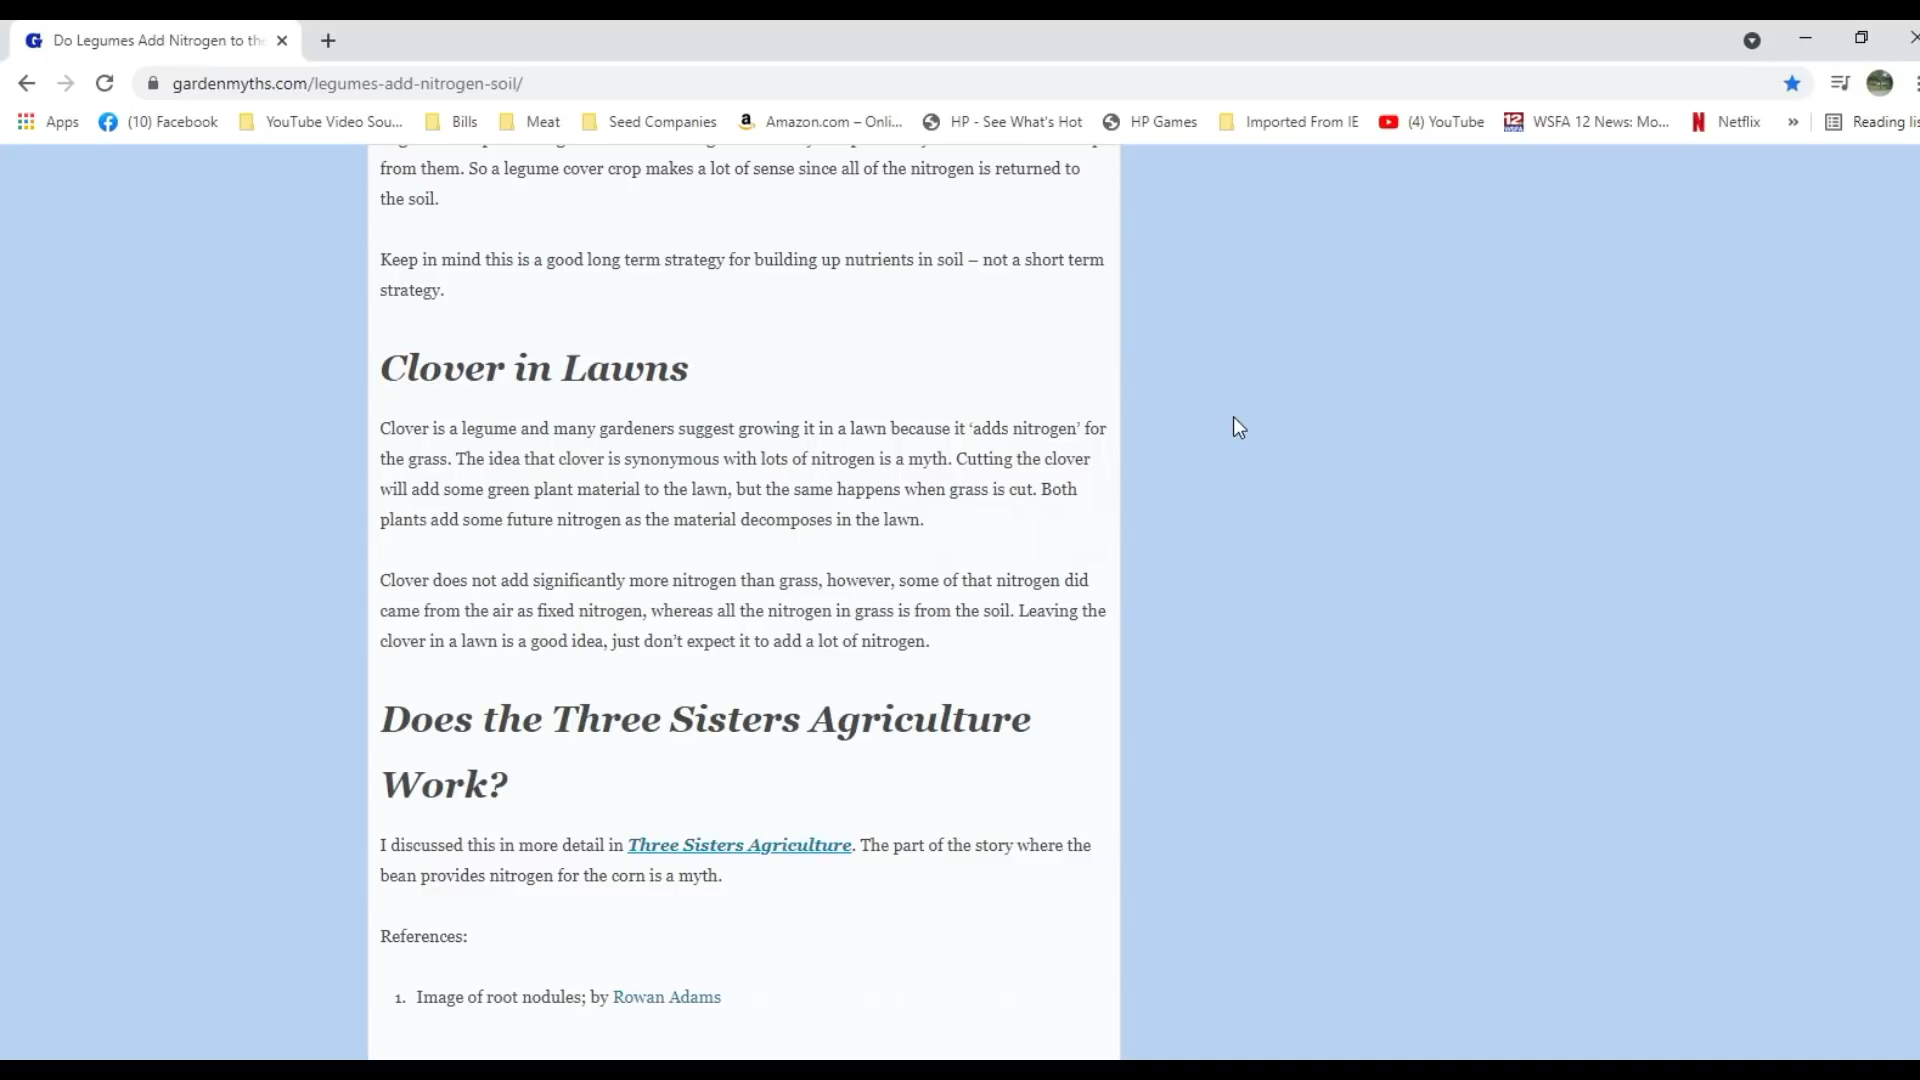 Do Legumes Add Nitrogen to the
gardenmyths.com/legumes-add-nitrogen-soil/
Apps (10) Facebook YouTube Video Sou... Bills Meat Seed Companies Amazon.com – Onli... HP - See What's Hot HP Games Imported From IE (4) YouTube WSFA 12 News: Mo... Netflix » Reading lis
from them. So a legume cover crop makes a lot of sense since all of the nitrogen is returned to
the soil.
Keep in mind this is a good long term strategy for building up nutrients in soil – not a short term
strategy.
Clover in Lawns
Clover is a legume and many gardeners suggest growing it in a lawn because it ‘adds nitrogen’ for
the grass. The idea that clover is synonymous with lots of nitrogen is a myth. Cutting the clover
will add some green plant material to the lawn, but the same happens when grass is cut. Both
plants add some future nitrogen as the material decomposes in the lawn.
Clover does not add significantly more nitrogen than grass, however, some of that nitrogen did
came from the air as fixed nitrogen, whereas all the nitrogen in grass is from the soil. Leaving the
clover in a lawn is a good idea, just don’t expect it to add a lot of nitrogen.
Does the Three Sisters Agriculture
Work?
I discussed this in more detail in Three Sisters Agriculture. The part of the story where the
bean provides nitrogen for the corn is a myth.
References:
1. Image of root nodules; by Rowan Adams